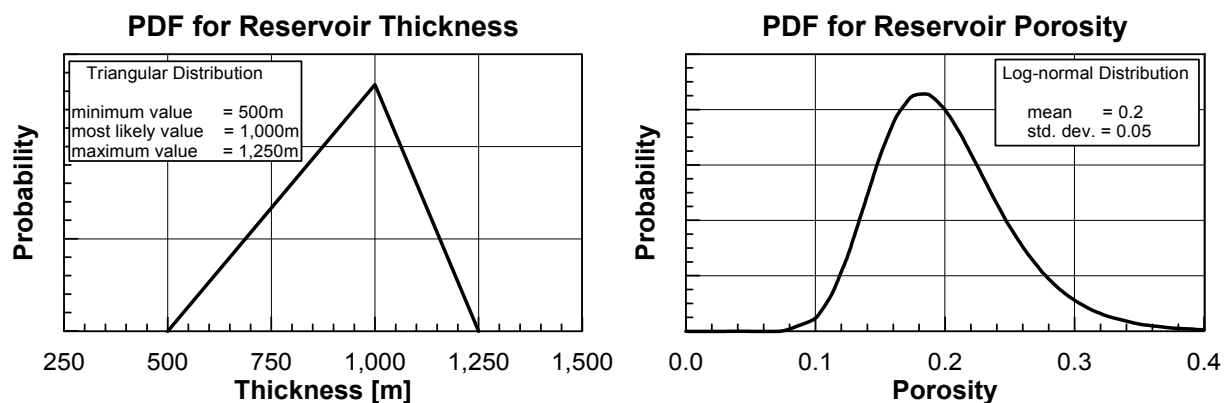 PDF for Reservoir Thickness
Triangular Distribution
minimum value = 500m
most likely value = 1,000m
maximum value = 1,250m
Probability
250 500 750 1,000 1,250 1,500
Thickness [m]
PDF for Reservoir Porosity
Log-normal Distribution
mean = 0.2
std. dev. = 0.05
Probability
0.0 0.1 0.2 0.3 0.4
Porosity